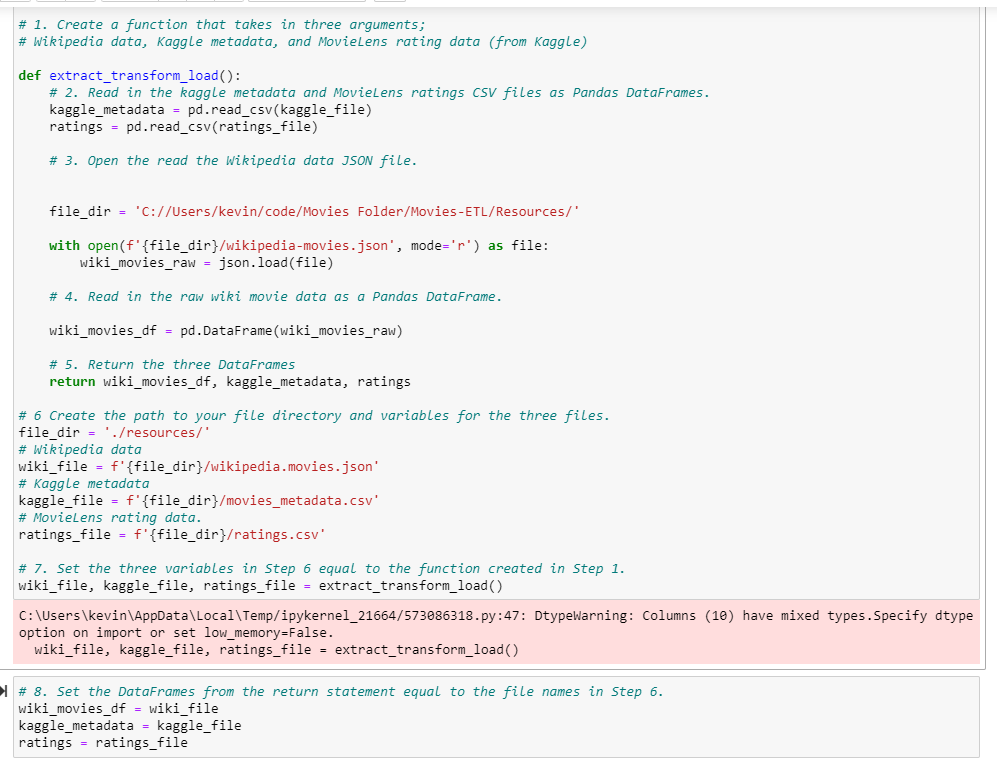 # 1. Create a function that takes in three arguments;
# Wikipedia data, Kaggle metadata, and MovieLens rating data (from Kaggle)
def extract_transform_load():
# 2. Read in the kaggle metadata and MovieLens ratings CSV files as Pandas DataFrames.
kaggle_metadata = pd.read_csv(kaggle_file)
ratings = pd.read_csv(ratings_file)
# 3. Open the read the Wikipedia data JSON file.
file_dir = 'C://Users/kevin/code/Movies Folder/Movies-ETL/Resources/'
with open(f'{file_dir}/wikipedia-movies.json', mode='r') as file:
wiki_movies_raw = json.load(file)
# 4. Read in the raw wiki movie data as a Pandas DataFrame.
wiki_movies_df = pd.DataFrame(wiki_movies_raw)
# 5. Return the three DataFrames
return wiki_movies_df, kaggle_metadata, ratings
# 6 Create the path to your file directory and variables for the three files.
file_dir = './resources/'
# Wikipedia data
wiki_file = f'{file_dir}/wikipedia.movies.json'
# Kaggle metadata
kaggle_file = f'{file_dir}/movies_metadata.csv'
# MovieLens rating data.
ratings_file = f'{file_dir}/ratings.csv'
# 7. Set the three variables in Step 6 equal to the function created in Step 1.
wiki_file, kaggle_file, ratings_file = extract_transform_load()
C:\Users\kevin\AppData\Local\Temp/ipykernel_21664/573086318.py:47: DtypeWarning: Columns (10) have mixed types.Specify dtype
option on import or set low_memory=False.
wiki_file, kaggle_file, ratings_file = extract_transform_load()
# 8. Set the DataFrames from the return statement equal to the file names in Step 6.
wiki_movies_df = wiki_file
kaggle_metadata = kaggle_file
ratings = ratings_file